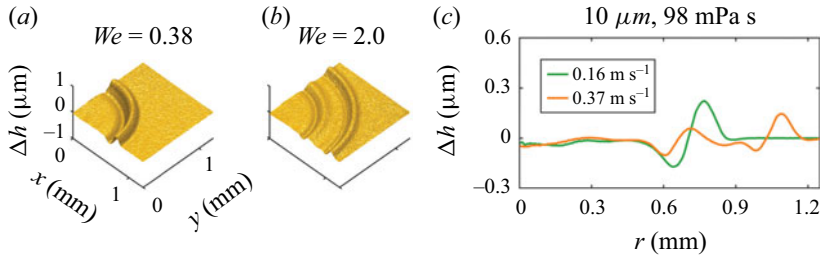 (a)
We = 0.38
Δh (μm)
1
0
−1
0
1
x (mm)
0
1
y (mm)
(b)
We = 2.0
(c)
10 μm, 98 mPa s
0.6
0.3
0
−0.3
Δh (μm)
0.16 m s⁻¹
0.37 m s⁻¹
0 0.3 0.6 0.9 1.2
r (mm)